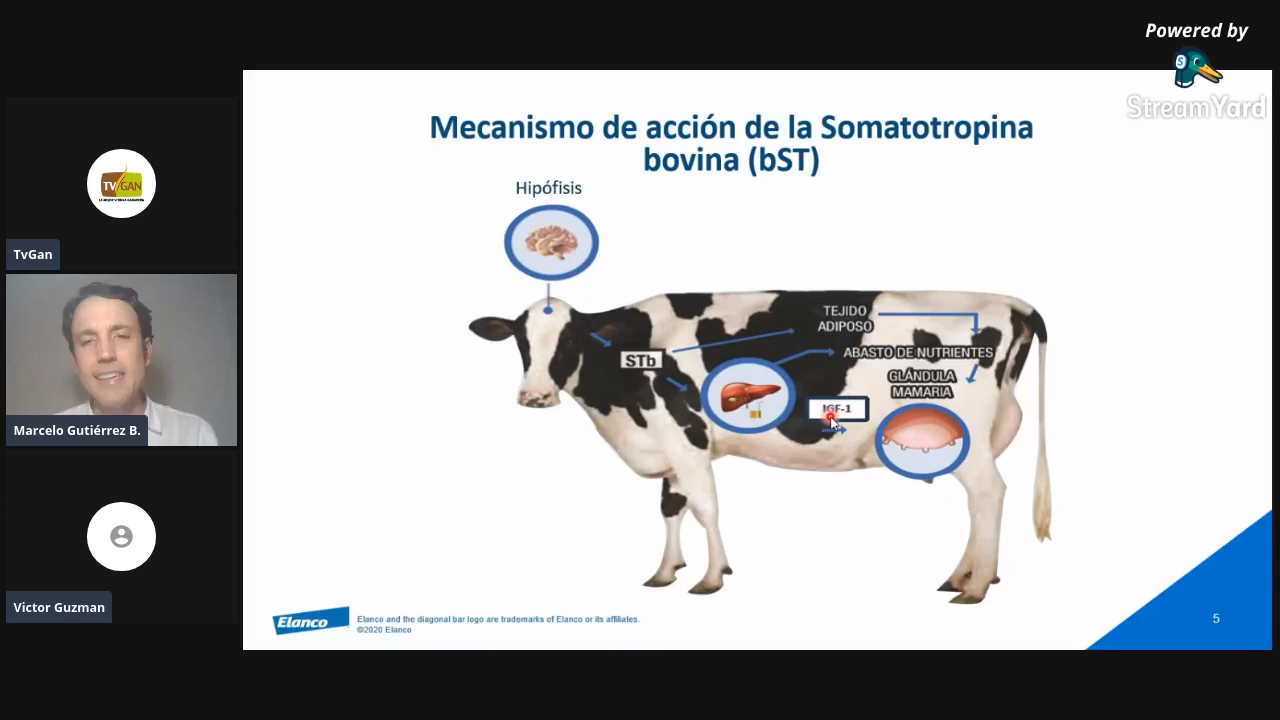 Powered by
StreamYard
TV GAN
TvGan
Marcelo Gutiérrez B.
Victor Guzman
Mecanismo de acción de la Somatotropina
bovina (bST)
Hipófisis
STb
TEJIDO
ADIPOSO
ABASTO DE NUTRIENTES
GLÁNDULA
MAMARIA
IGF-1
Elanco
Elanco and the diagonal bar logo are trademarks of Elanco or its affiliates.
©2020 Elanco
5